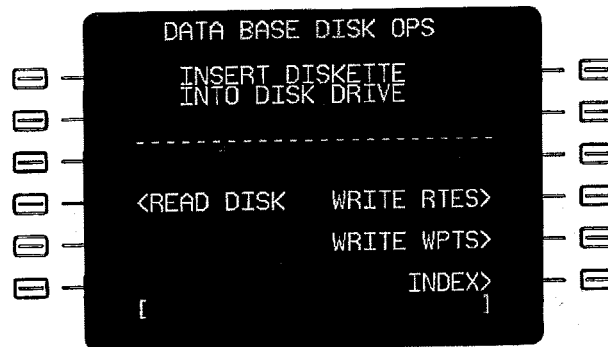 DATA BASE DISK OPS
INSERT DISKETTE
INTO DISK DRIVE
------------------------
<READ DISK WRITE RTES>
WRITE WPTS>
INDEX>
[ ]